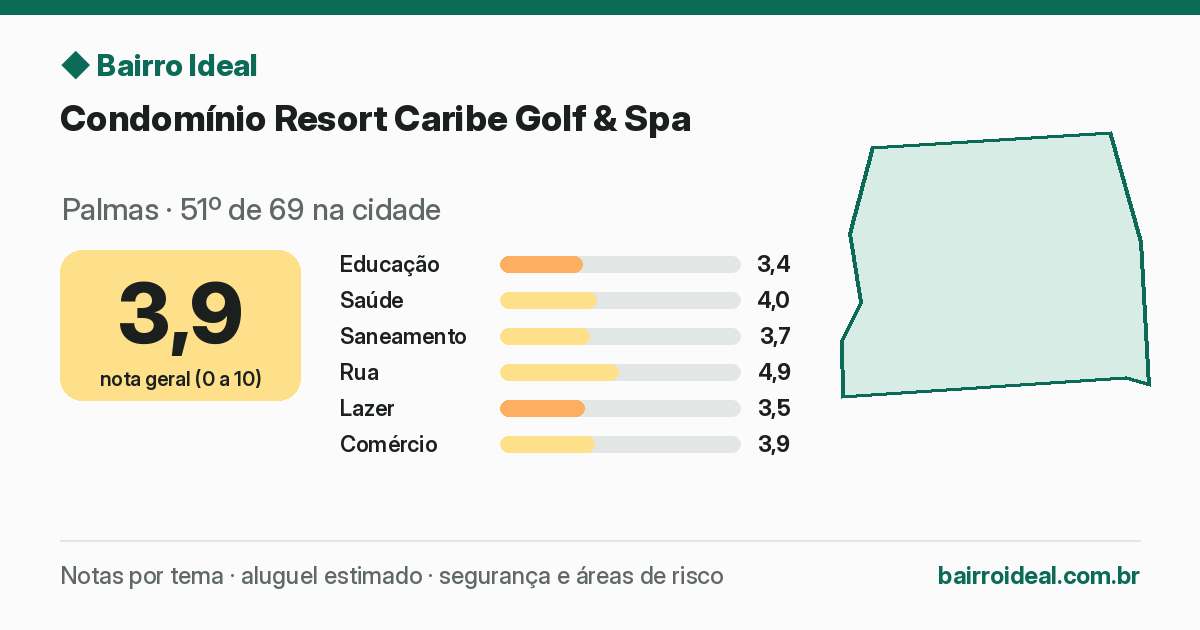 Bairro Ideal
Condomínio Resort Caribe Golf & Spa
Palmas · 51º de 69 na cidade
3,9
nota geral (0 a 10)
Educação 3,4
Saúde 4,0
Saneamento 3,7
Rua 4,9
Lazer 3,5
Comércio 3,9
Notas por tema · aluguel estimado · segurança e áreas de risco
bairroideal.com.br